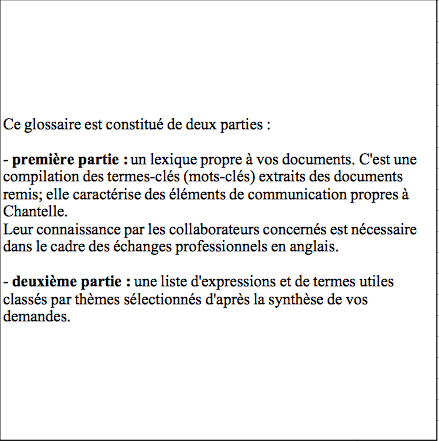 Ce glossaire est constitué de deux parties :
- première partie : un lexique propre à vos documents. C'est une
compilation des termes-clés (mots-clés) extraits des documents
remis; elle caractérise des éléments de communication propres à
Chantelle.
Leur connaissance par les collaborateurs concernés est nécessaire
dans le cadre des échanges professionnels en anglais.
- deuxième partie : une liste d'expressions et de termes utiles
classés par thèmes sélectionnés d'après la synthèse de vos
demandes.